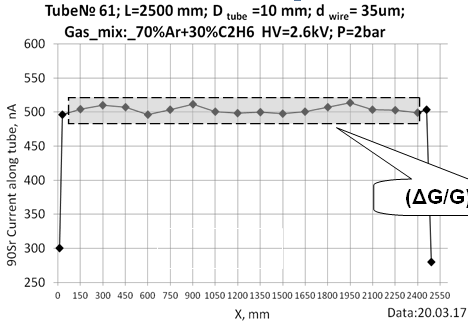 Tube№ 61; L=2500 mm; D tube =10 mm; d wire= 35um;
Gas_mix:_70%Ar+30%C2H6 HV=2.6kV; P=2bar
600
550
500
450
400
350
300
250
90Sr Current along tube, nA
(ΔG/G)
0 150 300 450 600 750 900 1050 1200 1350 1500 1650 1800 1950 2100 2250 2400 2550
X, mm
Data:20.03.17